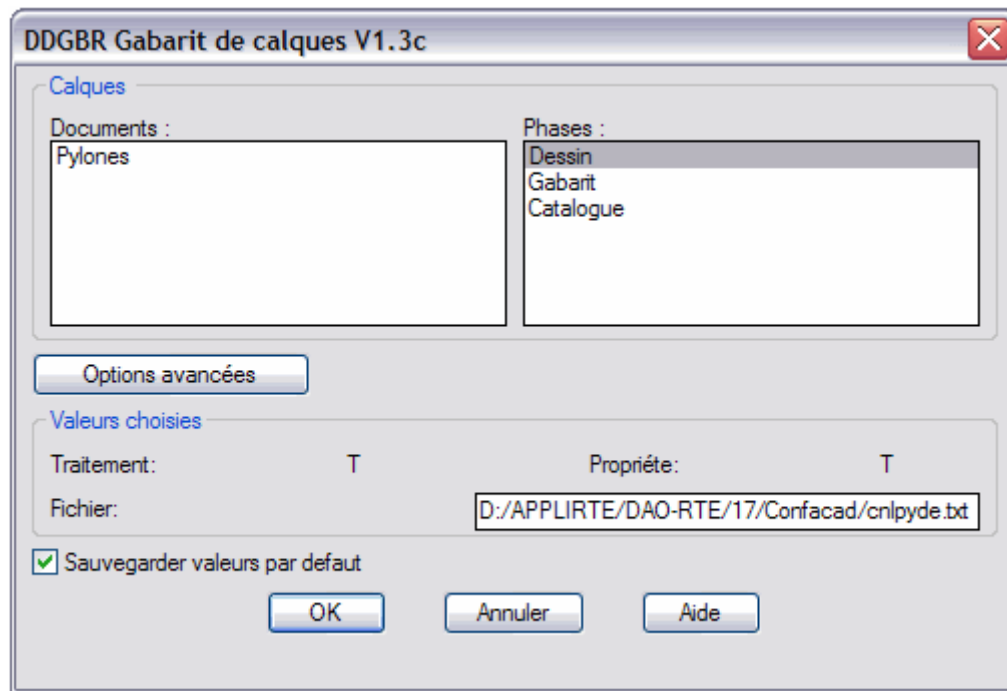 DDGBR Gabarit de calques V1.3c
Calques
Documents :
Pylones
Phases :
Dessin
Gabarit
Catalogue
Options avancées
Valeurs choisies
Traitement: T Propriéte: T
Fichier: D:/APPLIRTE/DAO-RTE/17/Confacad/cnlpyde.txt
Sauvegarder valeurs par defaut
OK Annuler Aide